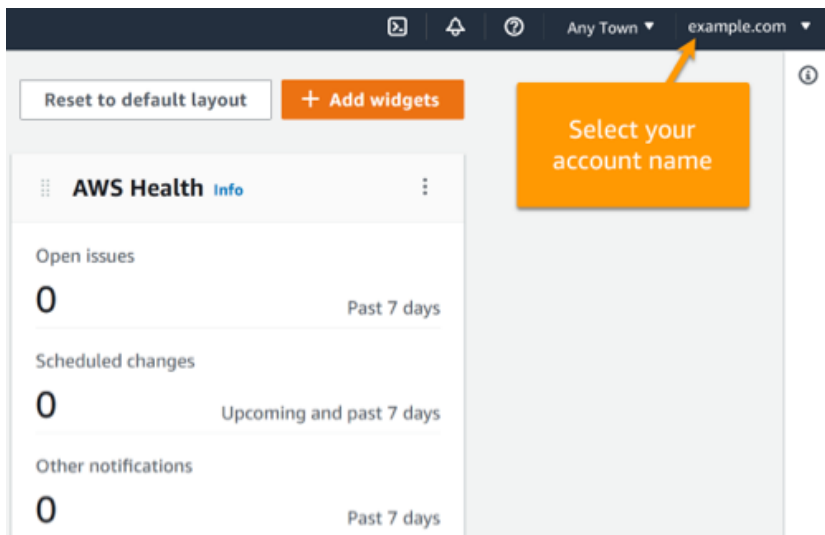 Any Town example.com
Reset to default layout + Add widgets
Select your
account name
AWS Health Info
Open issues
0 Past 7 days
Scheduled changes
0 Upcoming and past 7 days
Other notifications
0 Past 7 days